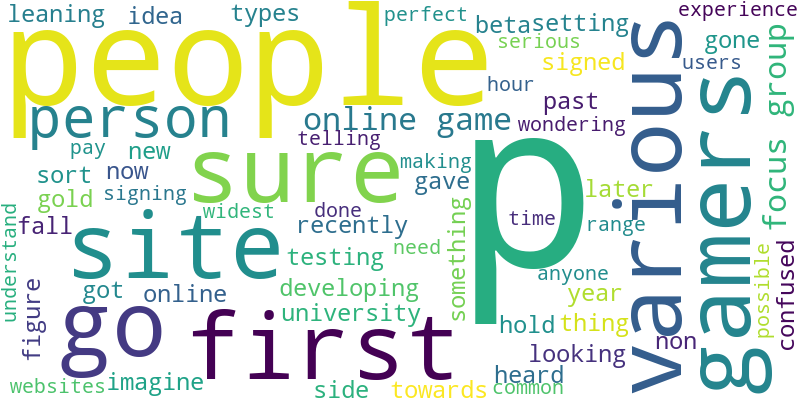 leaning idea types perfect experience
people beta setting gone
serious signed users
person online game hour past group
telling wondering
pay new now sure making gave later
sort gold signing widest done recently
fall site testing need something p time range
understand got online developing anyone
figure go first university year
hold thing non
imagine looking
websites side towards heard common
various gamers focus possible confused